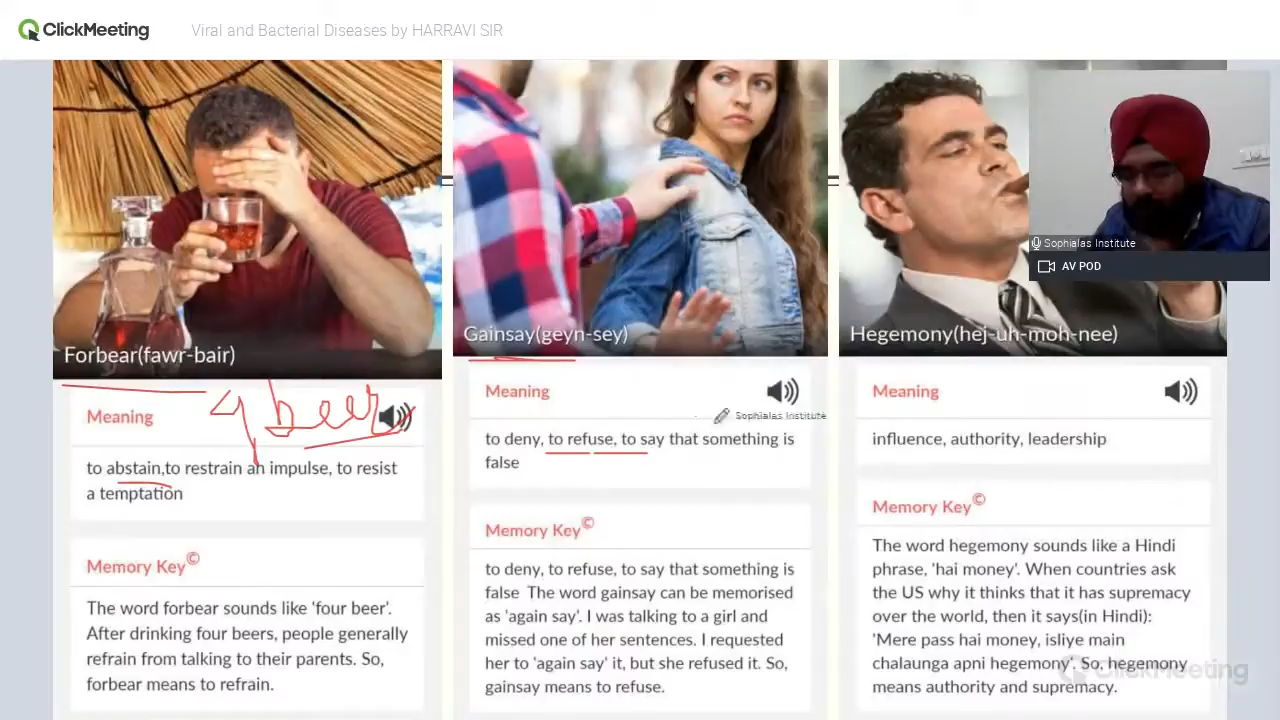 ClickMeeting
Viral and Bacterial Diseases by HARRAVI SIR
Forbear(fawr-bair)
4 beer
Meaning
to abstain,to restrain an impulse, to resist
a temptation
Memory Key©
The word forbear sounds like 'four beer'.
After drinking four beers, people generally
refrain from talking to their parents. So,
forbear means to refrain.
Gainsay(geyn-sey)
Meaning
Sophialas Institute
to deny, to refuse, to say that something is
false
Memory Key©
to deny, to refuse, to say that something is
false The word gainsay can be memorised
as 'again say'. I was talking to a girl and
missed one of her sentences. I requested
her to 'again say' it, but she refused it. So,
gainsay means to refuse.
Hegemony(hej-uh-moh-nee)
Meaning
influence, authority, leadership
Memory Key©
The word hegemony sounds like a Hindi
phrase, 'hai money'. When countries ask
the US why it thinks that it has supremacy
over the world, then it says(in Hindi):
'Mere pass hai money, isliye main
chalaunga apni hegemony'. So, hegemony
means authority and supremacy.
Sophialas Institute
AV POD
ClickMeeting